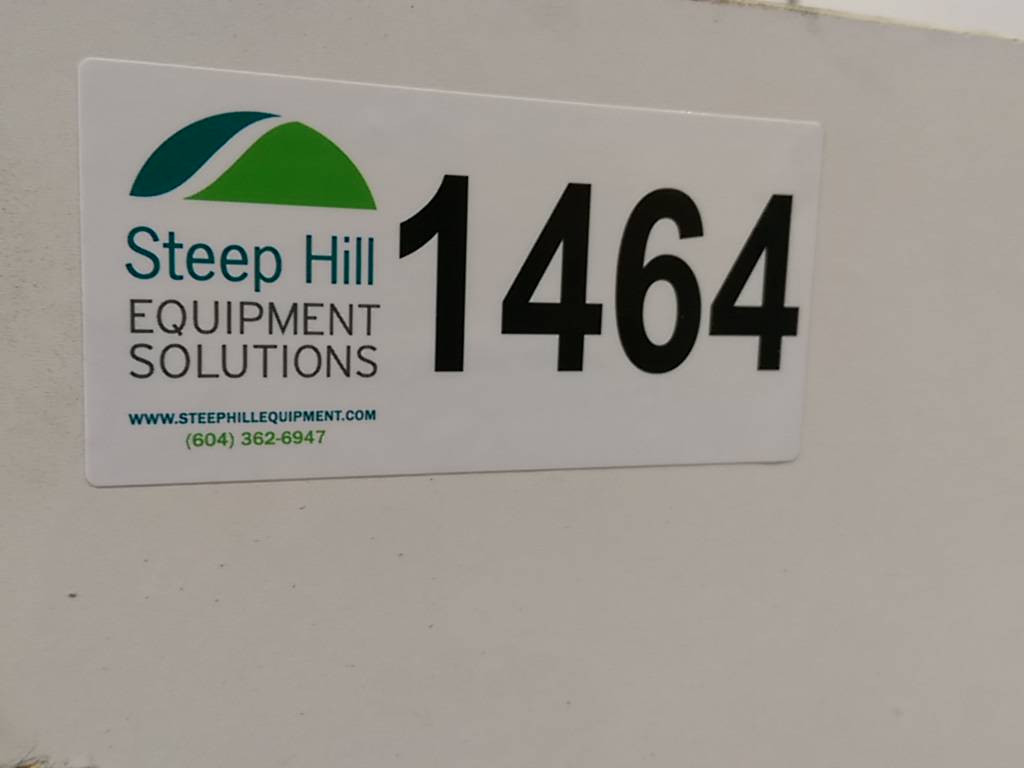 Steep Hill
EQUIPMENT
SOLUTIONS
WWW.STEEPHILLEQUIPMENT.COM
(604) 362-6947
1464